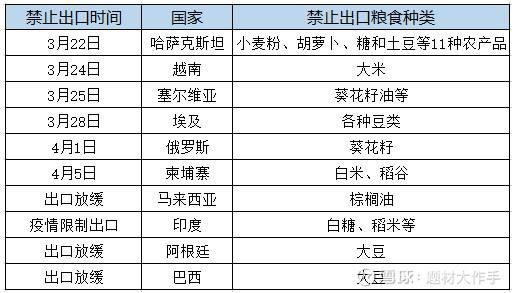 禁止出口时间 国家 禁止出口粮食种类
3月22日 哈萨克斯坦 小麦粉、胡萝卜、糖和土豆等11种农产品
3月24日 越南 大米
3月25日 塞尔维亚 葵花籽油等
3月28日 埃及 各种豆类
4月1日 俄罗斯 葵花籽
4月5日 柬埔寨 白米、稻谷
出口放缓 马来西亚 棕榈油
疫情限制出口 印度 白糖、稻米等
出口放缓 阿根廷 大豆
出口放缓 巴西 大豆
雪球：题材大作手